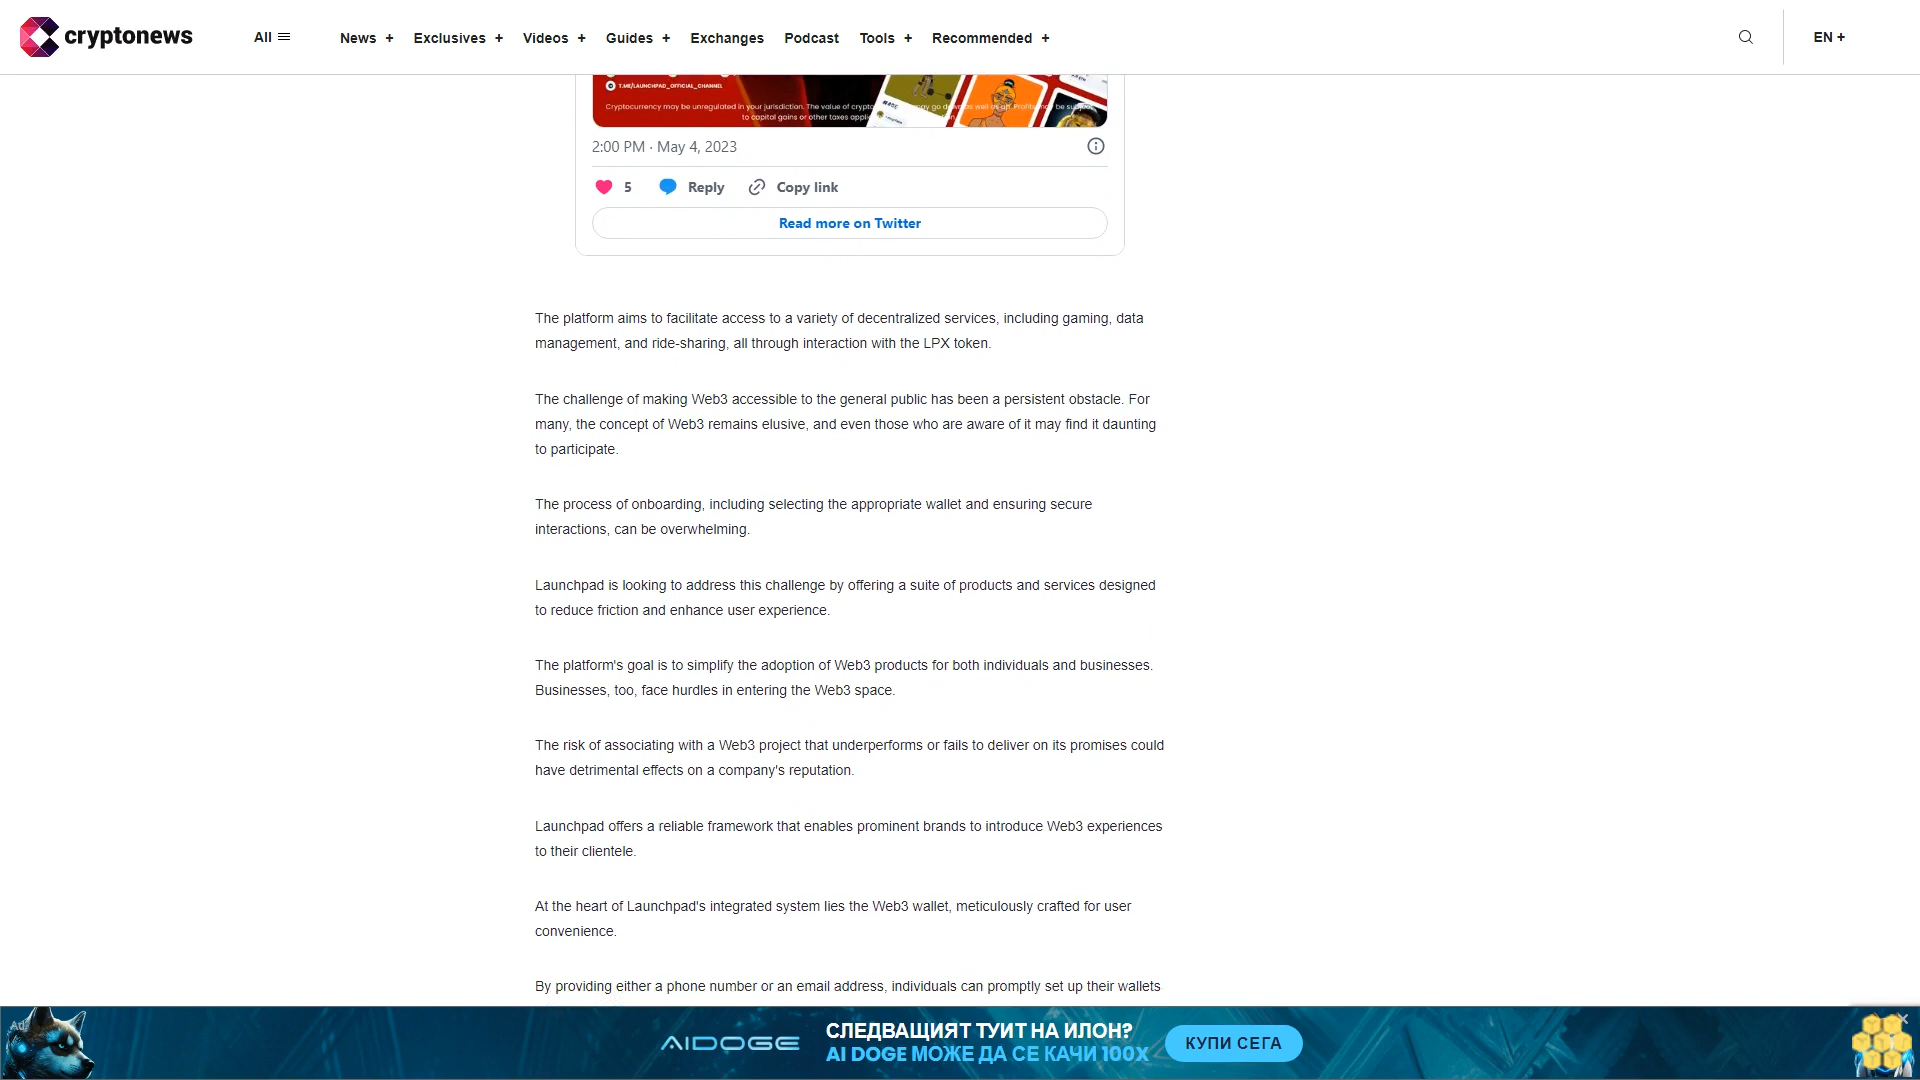 cryptonews
All
News +
Exclusives +
Videos +
Guides +
Exchanges
Podcast
Tools +
Recommended +
EN +
T.ME/LAUNCHPAD_OFFICIAL_CHANNEL
Cryptocurrency may be unregulated in your jurisdiction. The value of
may go down as well as
Profits may be
to capital gains or other taxes
2:00 PM · May 4, 2023
5 Reply Copy link
Read more on Twitter
The platform aims to facilitate access to a variety of decentralized services, including gaming, data
management, and ride-sharing, all through interaction with the LPX token.
The challenge of making Web3 accessible to the general public has been a persistent obstacle. For
many, the concept of Web3 remains elusive, and even those who are aware of it may find it daunting
to participate.
The process of onboarding, including selecting the appropriate wallet and ensuring secure
interactions, can be overwhelming.
Launchpad is looking to address this challenge by offering a suite of products and services designed
to reduce friction and enhance user experience.
The platform's goal is to simplify the adoption of Web3 products for both individuals and businesses.
Businesses, too, face hurdles in entering the Web3 space.
The risk of associating with a Web3 project that underperforms or fails to deliver on its promises could
have detrimental effects on a company's reputation.
Launchpad offers a reliable framework that enables prominent brands to introduce Web3 experiences
to their clientele.
At the heart of Launchpad's integrated system lies the Web3 wallet, meticulously crafted for user
convenience.
By providing either a phone number or an email address, individuals can promptly set up their wallets
Ad
AIDOGE
СЛЕДВАЩИЯТ ТУИТ НА ИЛОН?
AI DOGE МОЖЕ ДА СЕ КАЧИ 100X
КУПИ СЕГА